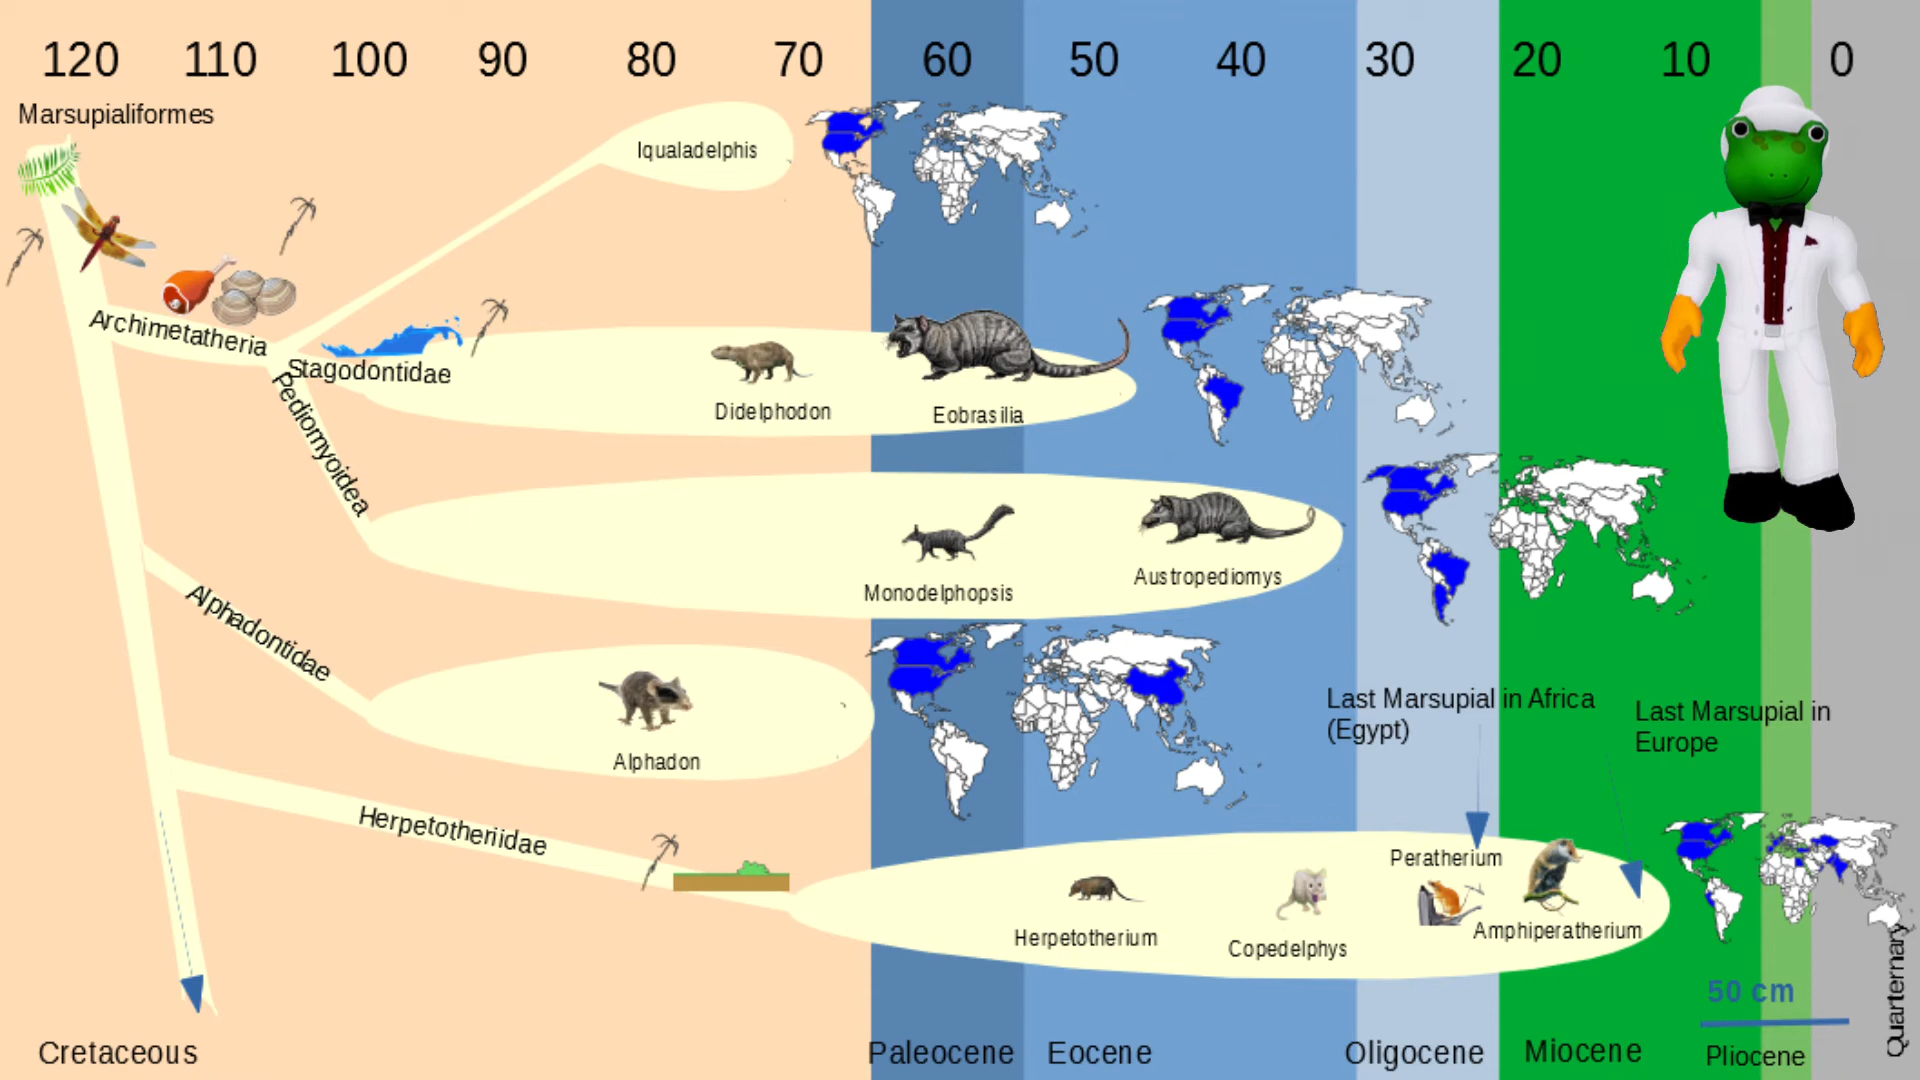 120 110 100 90 80 70 60 50 40 30 20 10 0
Marsupialiformes
Iqualadelphis
Archimetatheria
Stagodontidae
Didelphodon
Eobrasilia
Pediomyoidea
Monodelphopsis
Austropediomys
Alphadontidae
Alphadon
Last Marsupial in Africa
(Egypt)
Last Marsupial in
Europe
Herpetotheriidae
Herpetotherium
Copedelphys
Peratherium
Amphiperatherium
50 cm
Cretaceous
Paleocene
Eocene
Oligocene
Miocene
Pliocene
Quarternary